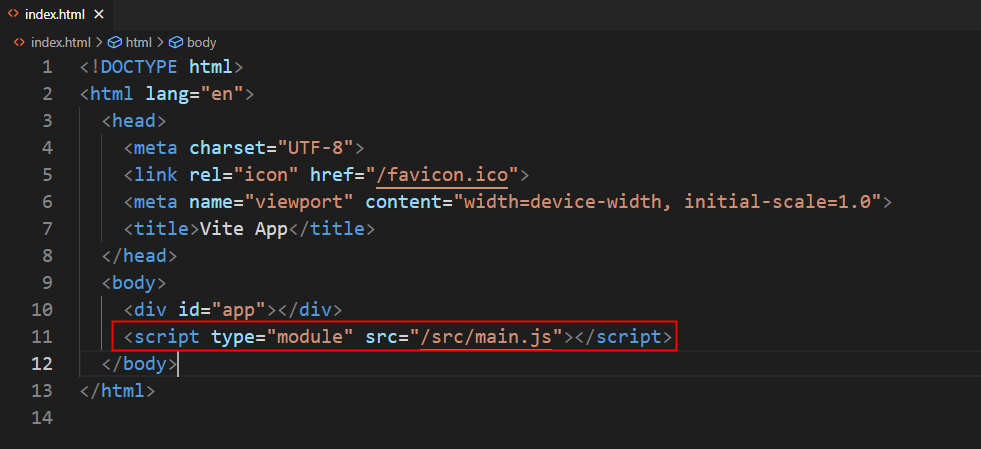 index.html
index.html html body
1 <!DOCTYPE html>
2 <html lang="en">
3 <head>
4 <meta charset="UTF-8">
5 <link rel="icon" href="/favicon.ico">
6 <meta name="viewport" content="width=device-width, initial-scale=1.0">
7 <title>Vite App</title>
8 </head>
9 <body>
10 <div id="app"></div>
11 <script type="module" src="/src/main.js"></script>
12 </body>
13 </html>
14